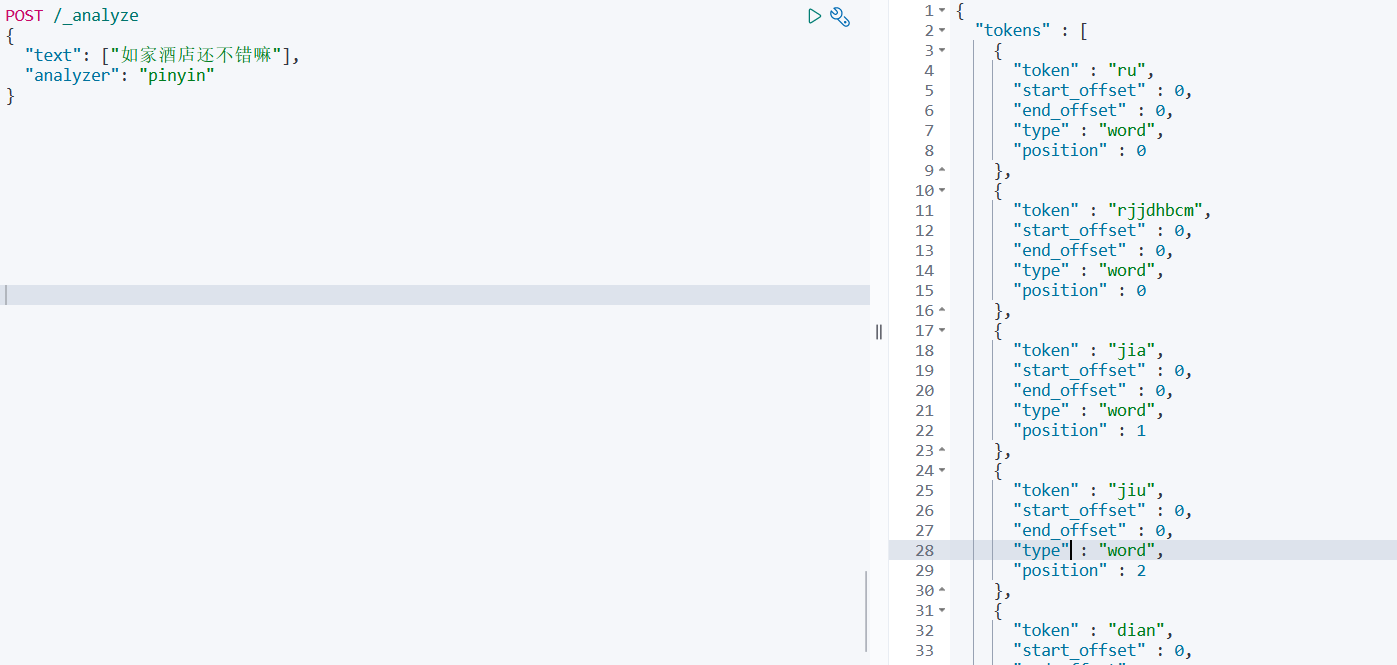 POST /_analyze
{
  "text": ["如家酒店还不错嘛"],
  "analyzer": "pinyin"
}
1 {
2   "tokens" : [
3     {
4       "token" : "ru",
5       "start_offset" : 0,
6       "end_offset" : 0,
7       "type" : "word",
8       "position" : 0
9     },
10     {
11       "token" : "rjjdhbcm",
12       "start_offset" : 0,
13       "end_offset" : 0,
14       "type" : "word",
15       "position" : 0
16     },
17     {
18       "token" : "jia",
19       "start_offset" : 0,
20       "end_offset" : 0,
21       "type" : "word",
22       "position" : 1
23     },
24     {
25       "token" : "jiu",
26       "start_offset" : 0,
27       "end_offset" : 0,
28       "type" : "word",
29       "position" : 2
30     },
31     {
32       "token" : "dian",
33       "start_offset" : 0,